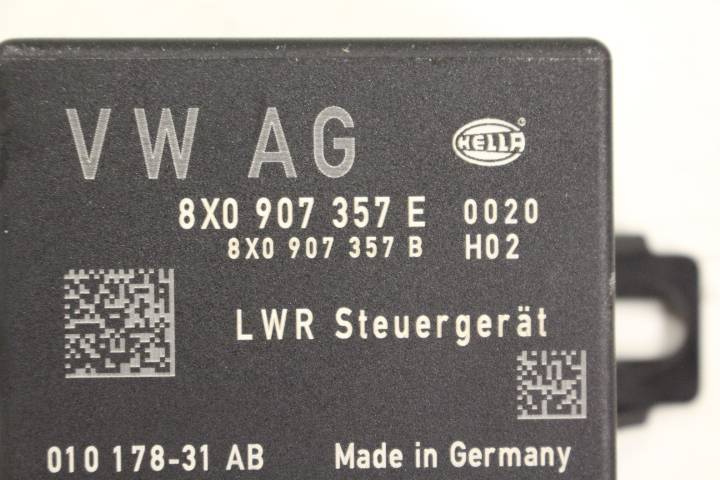 VW AG HELLA
8X0 907 357 E 0020
8X0 907 357 B H02
LWR Steuergerät
010 178-31 AB Made in Germany